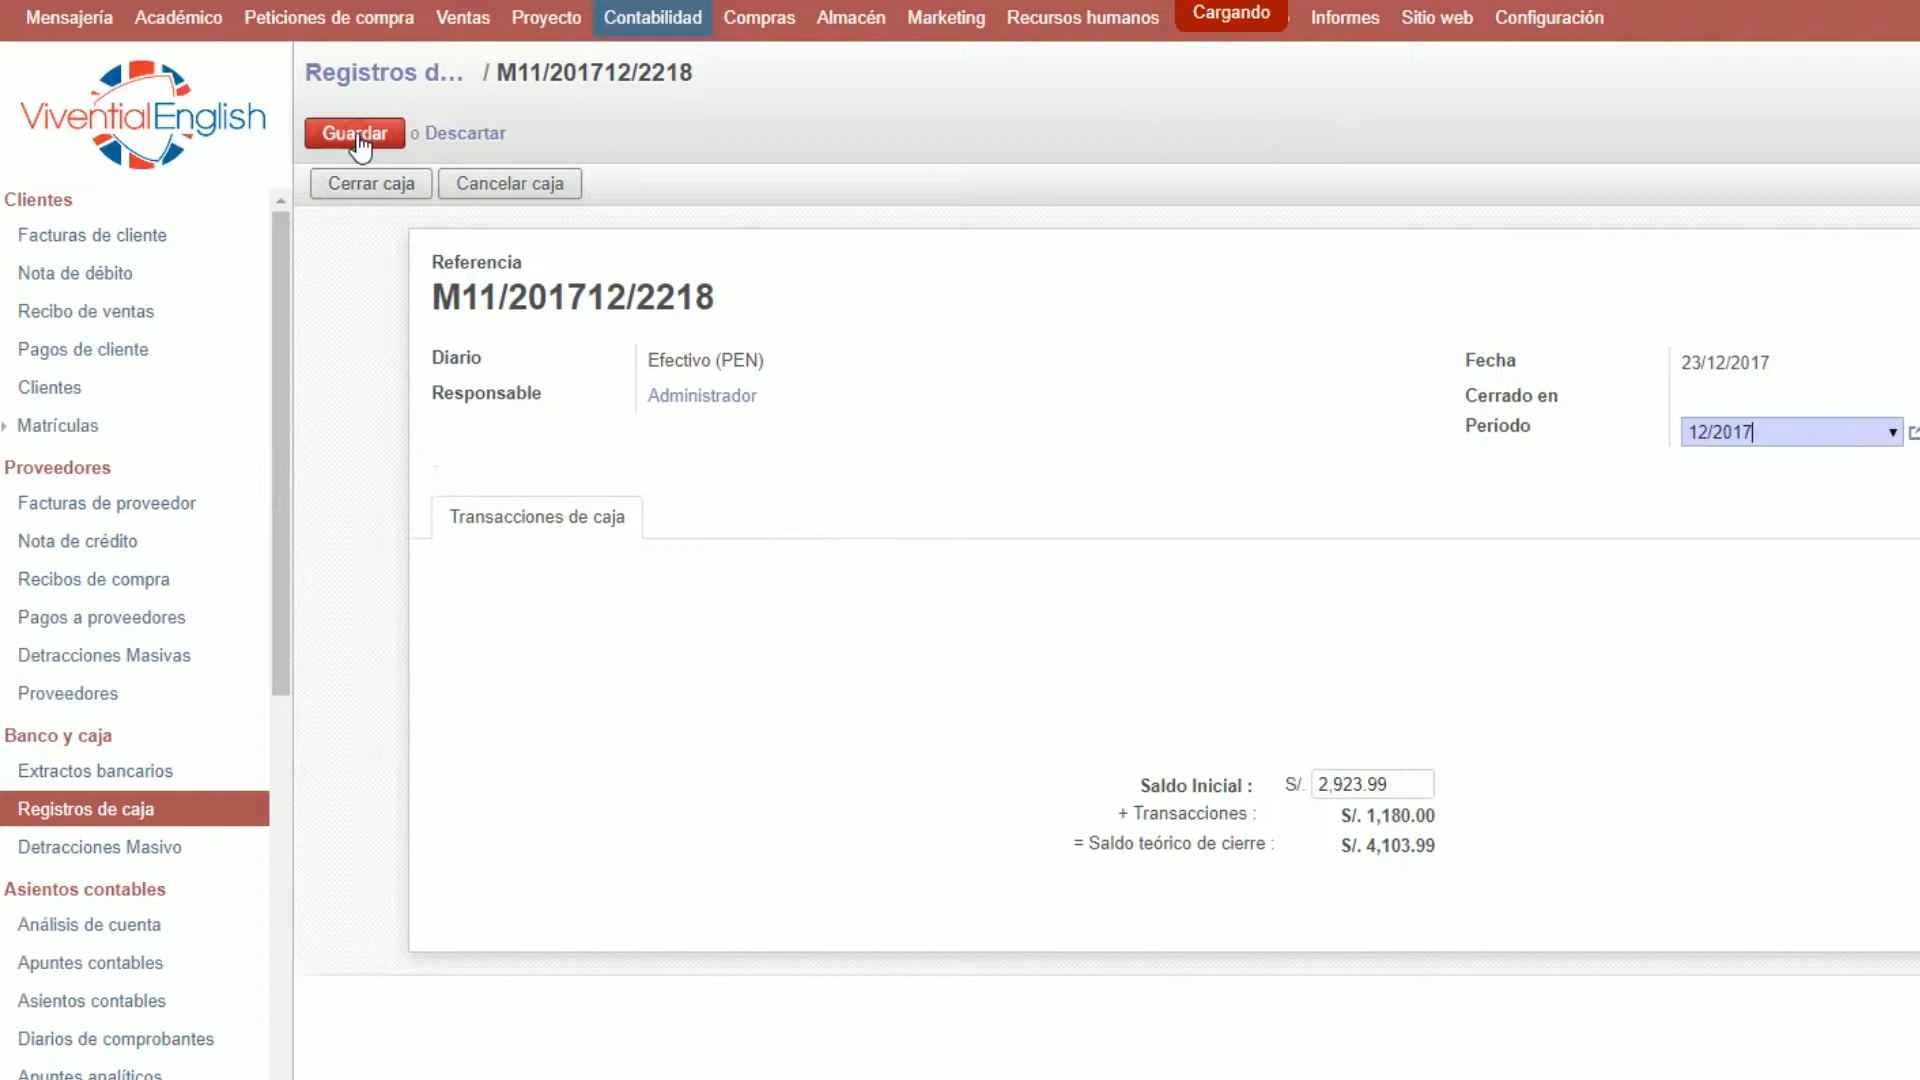 Mensajería Académico Peticiones de compra Ventas Proyecto Contabilidad Compras Almacén Marketing Recursos humanos Cargando Informes Sitio web Configuración
ViventialEnglish
Registros d... / M11/201712/2218
Guardar o Descartar
Cerrar caja Cancelar caja
Clientes
Facturas de cliente
Nota de débito
Recibo de ventas
Pagos de cliente
Clientes
Matrículas
Proveedores
Facturas de proveedor
Nota de crédito
Recibos de compra
Pagos a proveedores
Detracciones Masivas
Proveedores
Banco y caja
Extractos bancarios
Registros de caja
Detracciones Masivo
Asientos contables
Análisis de cuenta
Apuntes contables
Asientos contables
Diarios de comprobantes
Apuntes analíticos
Referencia
M11/201712/2218
Diario Efectivo (PEN)
Responsable Administrador
Fecha 23/12/2017
Cerrado en
Período 12/2017
Transacciones de caja
Saldo Inicial : S/. 2,923.99
+ Transacciones : S/. 1,180.00
= Saldo teórico de cierre : S/. 4,103.99